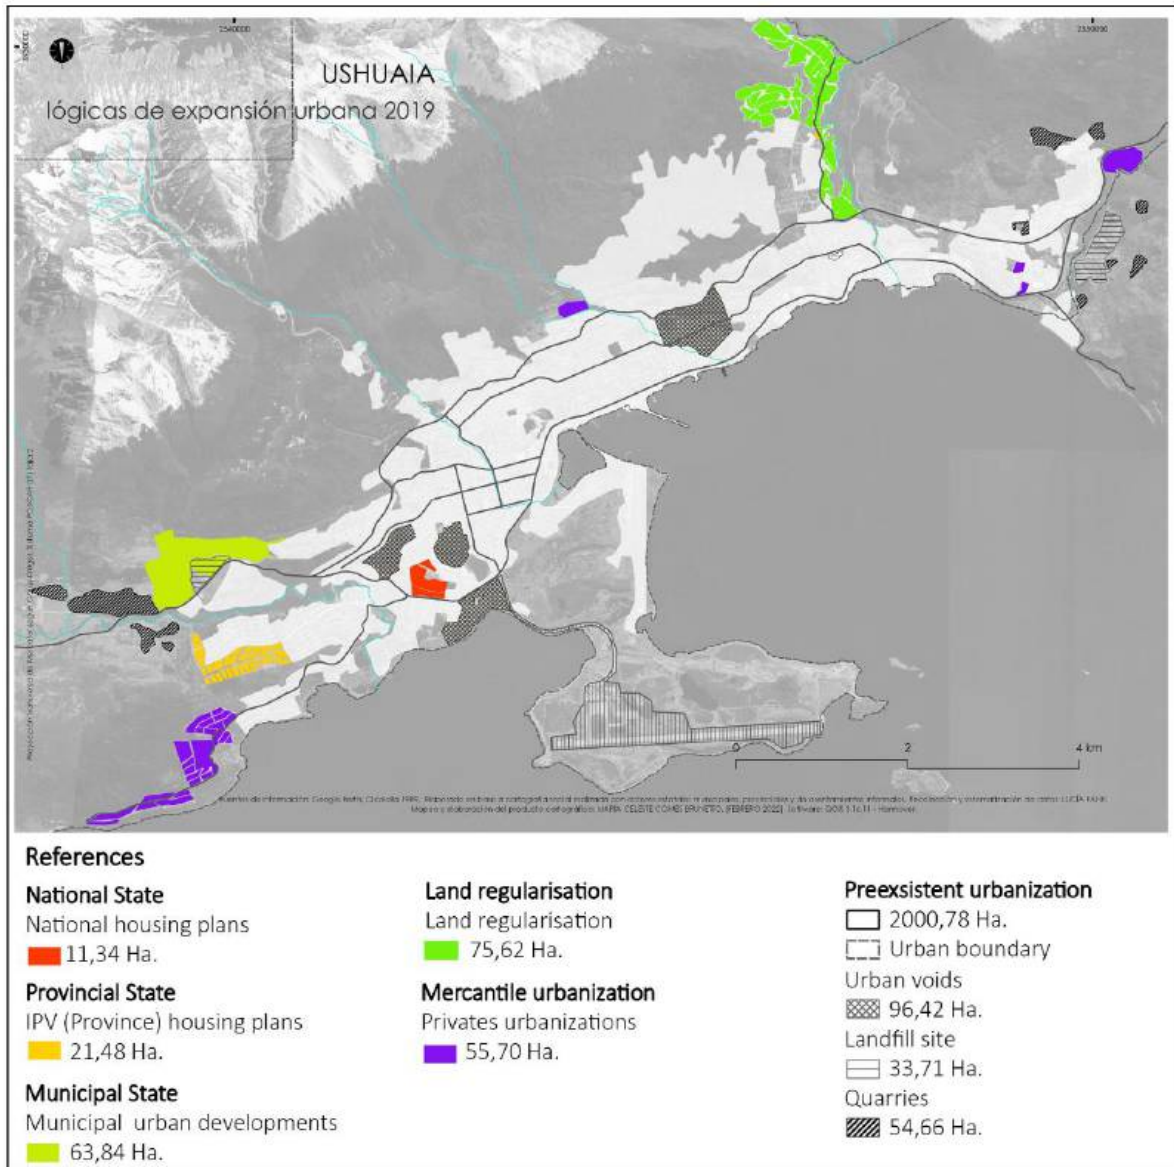 2540000
2550000
USHUAIA
lógicas de expansión urbana 2019
0 2 4 km
References
National State
National housing plans
11,34 Ha.
Provincial State
IPV (Province) housing plans
21,48 Ha.
Municipal State
Municipal urban developments
63,84 Ha.
Land regularisation
Land regularisation
75,62 Ha.
Mercantile urbanization
Privates urbanizations
55,70 Ha.
Preexsistent urbanization
2000,78 Ha.
Urban boundary
Urban voids
96,42 Ha.
Landfill site
33,71 Ha.
Quarries
54,66 Ha.